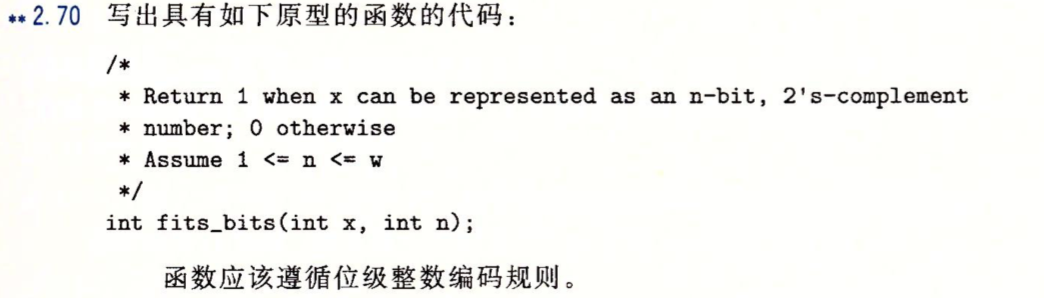 ** 2.70 写出具有如下原型的函数的代码：
/*
 * Return 1 when x can be represented as an n-bit, 2's-complement
 * number; 0 otherwise
 * Assume 1 <= n <= w
 */
int fits_bits(int x, int n);
函数应该遵循位级整数编码规则。